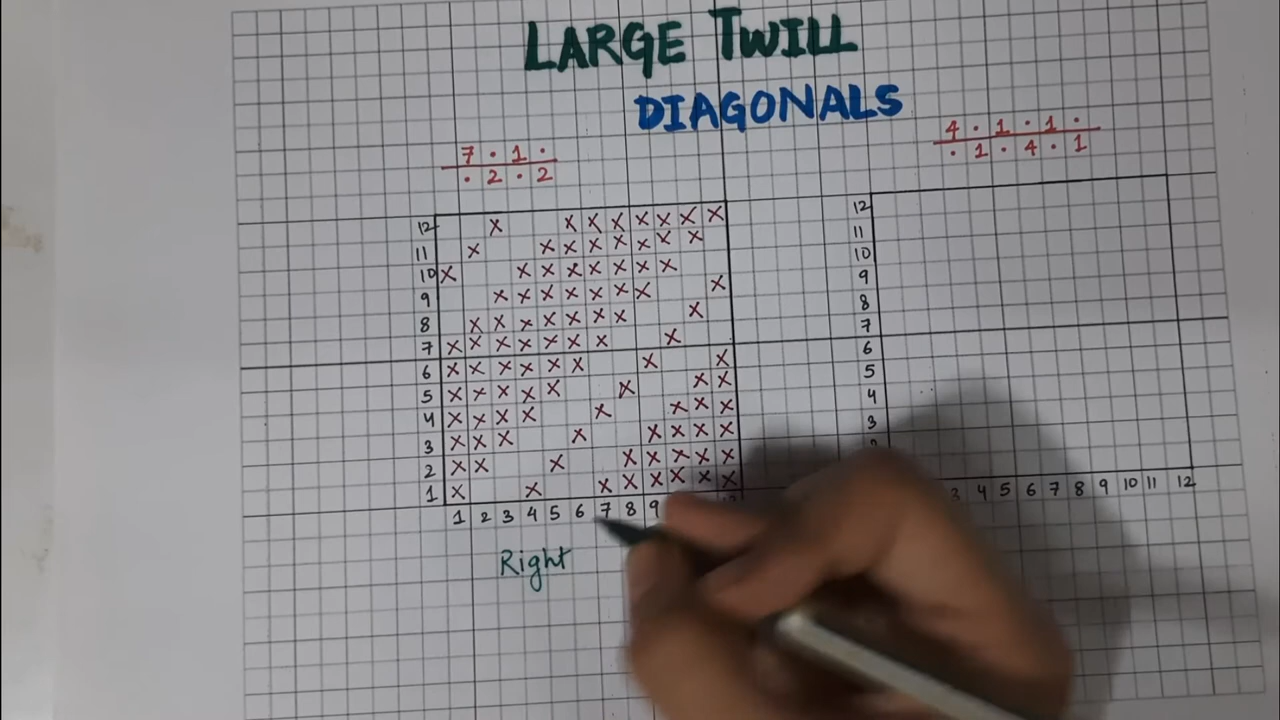 LARGE TWILL
DIAGONALS
7 . 1 .
. 2 . 2
4 . 1 . 1 .
. 1 . 4 . 1
12 X X X X X X X X
11 X X X X X X X X
10 X X X X X X X X
9 X X X X X X X X
8 X X X X X X X X
7 X X X X X X X X
6 X X X X X X X X
5 X X X X X X X X
4 X X X X X X X X
3 X X X X X X X X
2 X X X X X X X X
1 X X X X X X X X
1 2 3 4 5 6 7 8 9
12
11
10
9
8
7
6
5
4
3
3 4 5 6 7 8 9 10 11 12
Right